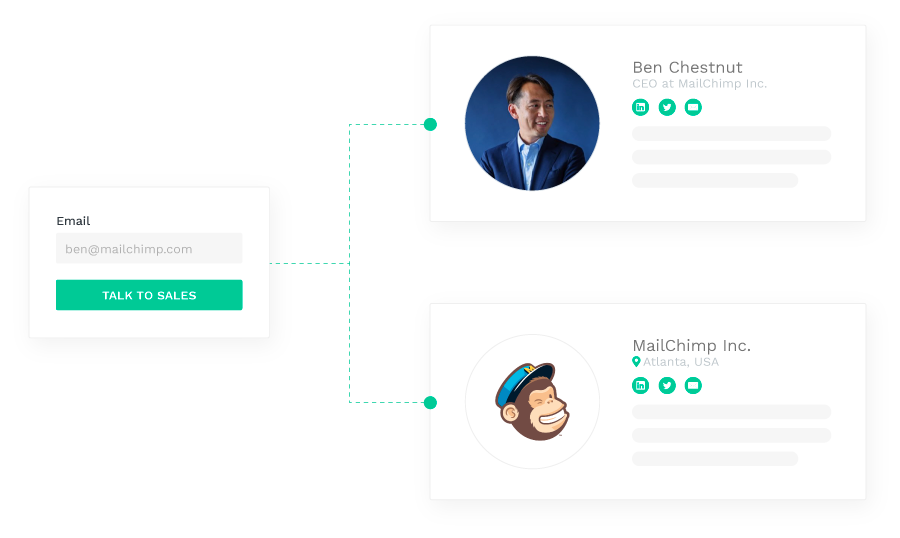 Email
ben@mailchimp.com
TALK TO SALES
Ben Chestnut
CEO at MailChimp Inc.
MailChimp Inc.
Atlanta, USA